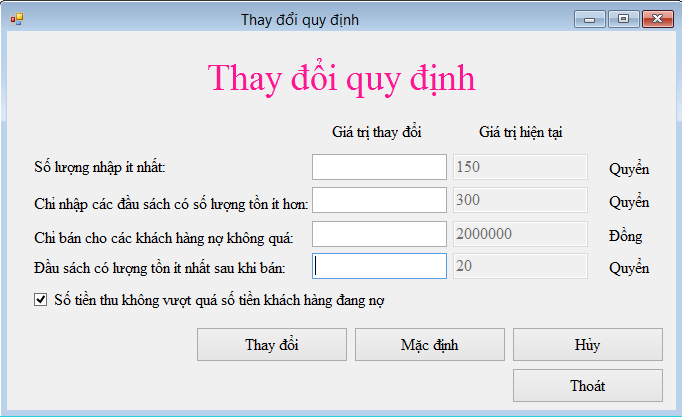 Thay đổi quy định
Thay đổi quy định
Giá trị thay đổi Giá trị hiện tại
Số lượng nhập ít nhất: 150 Quyển
Chỉ nhập các đầu sách có số lượng tồn ít hơn: 300 Quyển
Chỉ bán cho các khách hàng nợ không quá: 2000000 Đồng
Đầu sách có lượng tồn ít nhất sau khi bán: 20 Quyển
Số tiền thu không vượt quá số tiền khách hàng đang nợ
Thay đổi Mặc định Hủy
Thoát